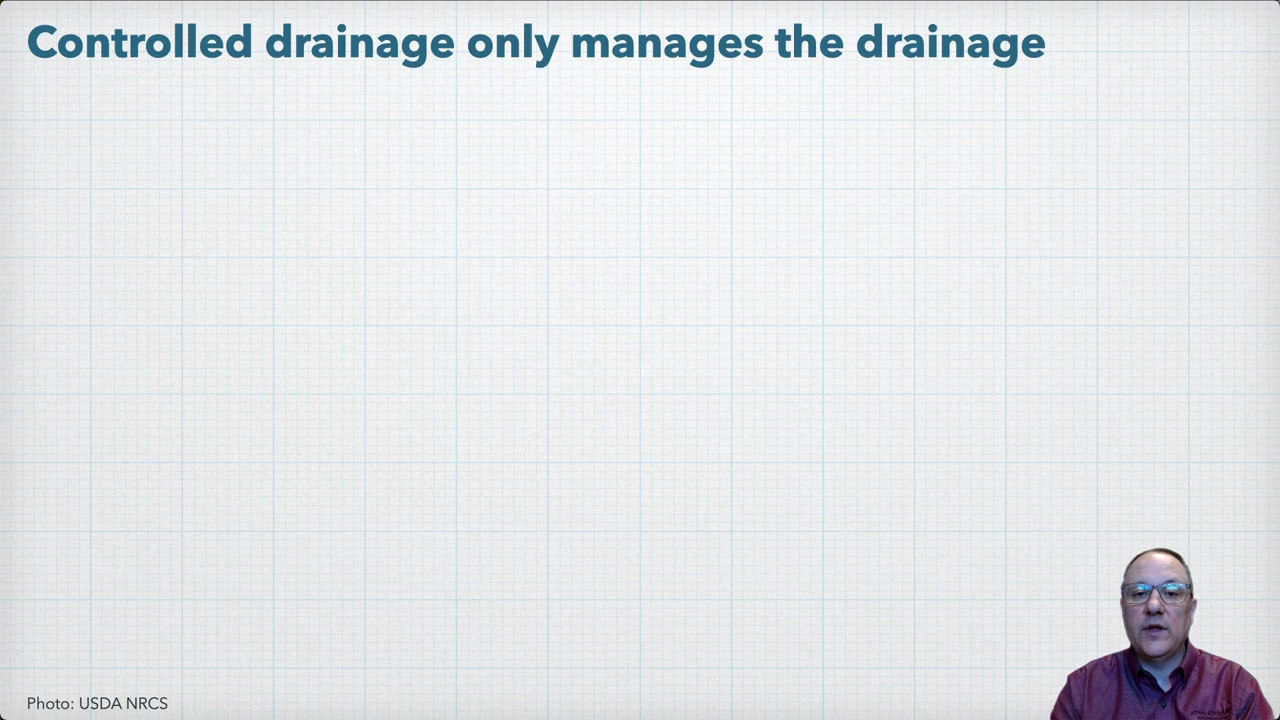 Controlled drainage only manages the drainage
Photo: USDA NRCS